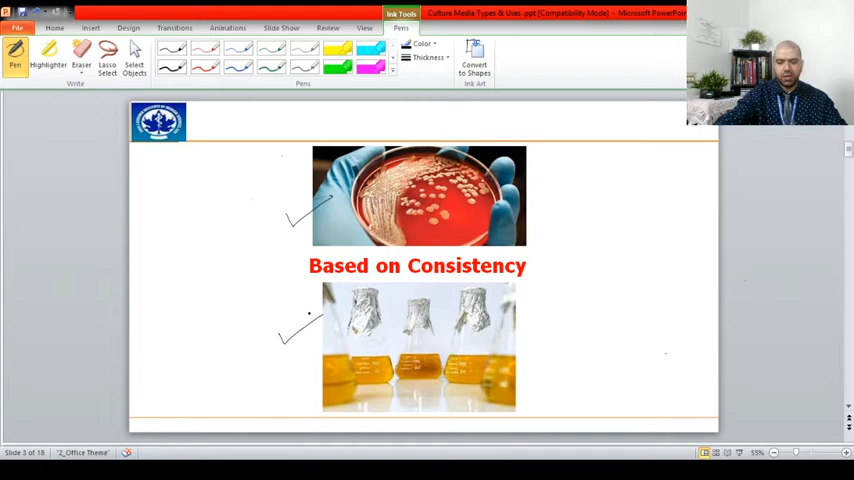 Ink Tools
Culture Media Types & Uses .ppt [Compatibility Mode] - Microsoft PowerPoint
File Home Insert Design Transitions Animations Slide Show Review View Pens
Pen
Highlighter
Eraser
Lasso
Select
Select
Objects
Color
Thickness
Convert
to Shapes
Write
Pens
Ink Art
Based on Consistency
Slide 3 of 18
'2_Office Theme'
55%